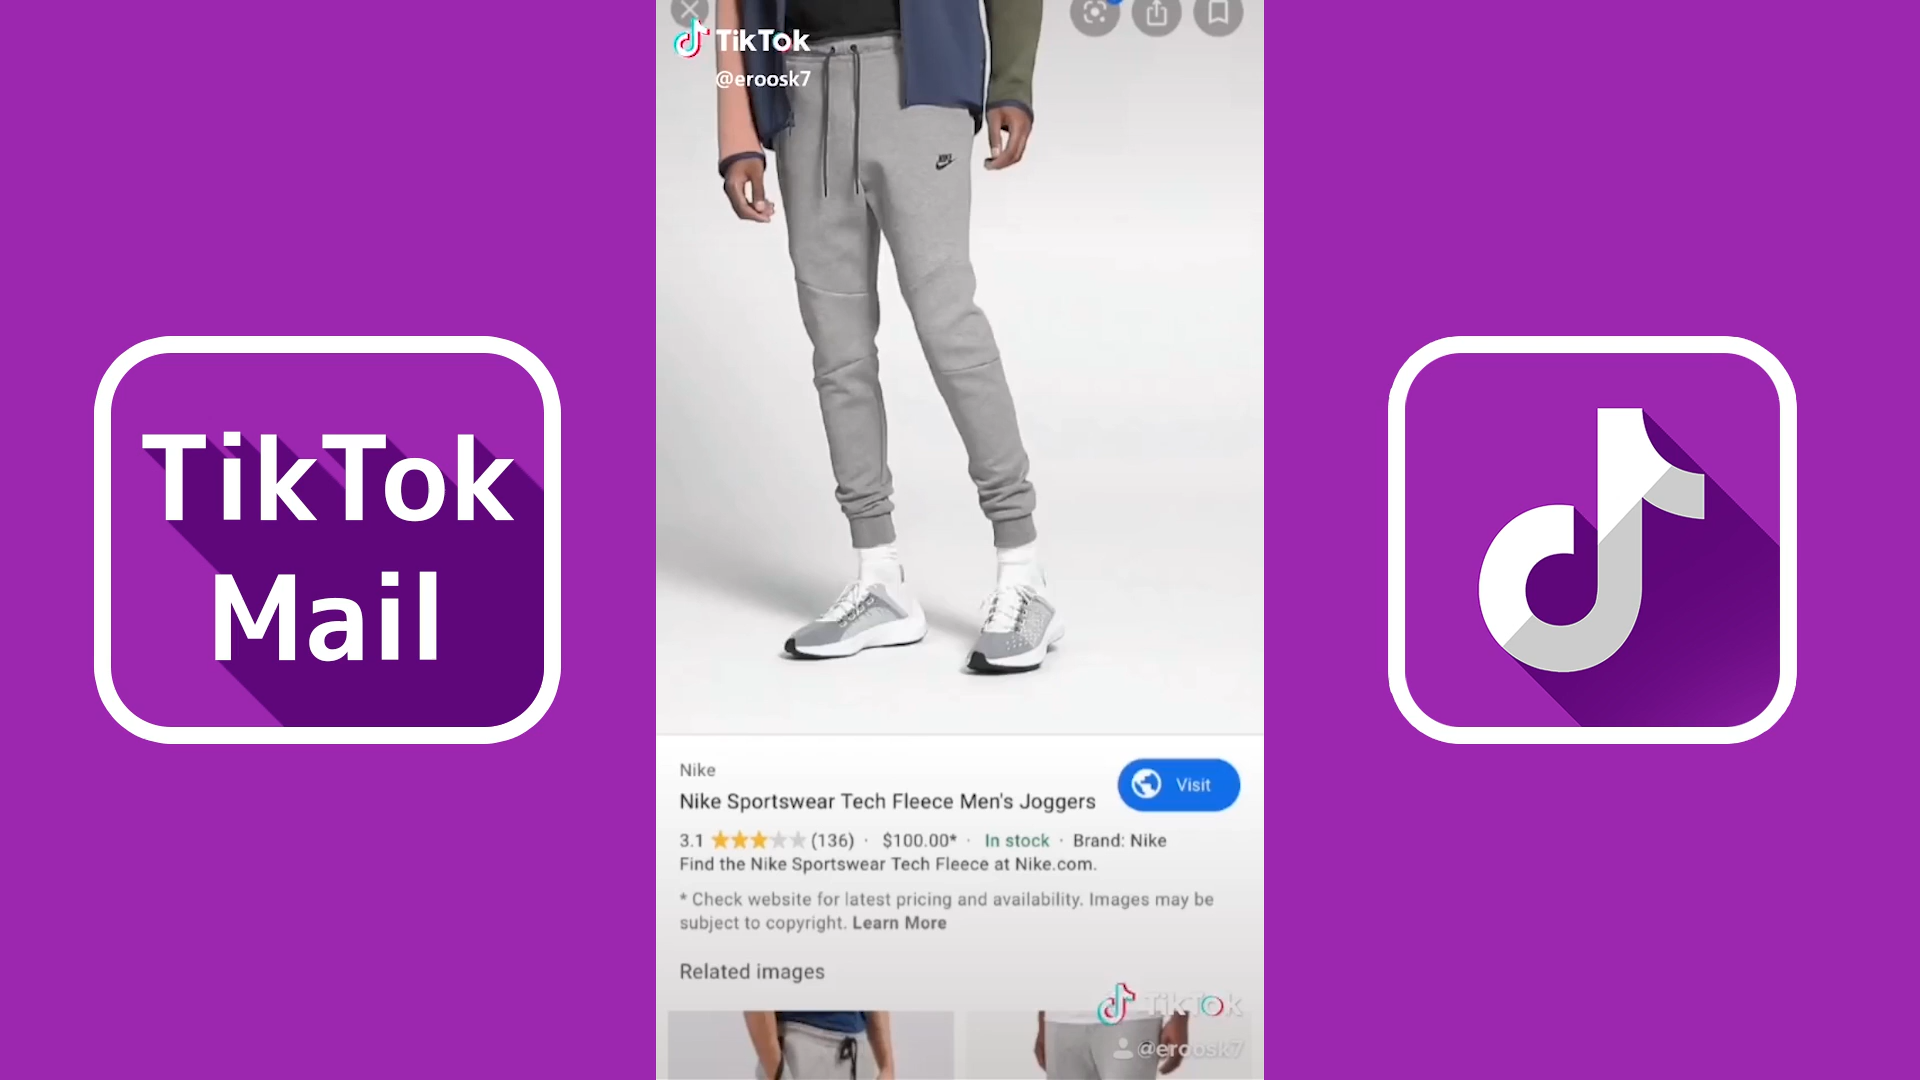 TikTok
@eroosk7
NIKE
TikTok
Mail
Nike
Nike Sportswear Tech Fleece Men's Joggers
Visit
3.1 (136) · $100.00* · In stock · Brand: Nike
Find the Nike Sportswear Tech Fleece at Nike.com.
* Check website for latest pricing and availability. Images may be
subject to copyright. Learn More
Related images
TikTok
@eroosk7